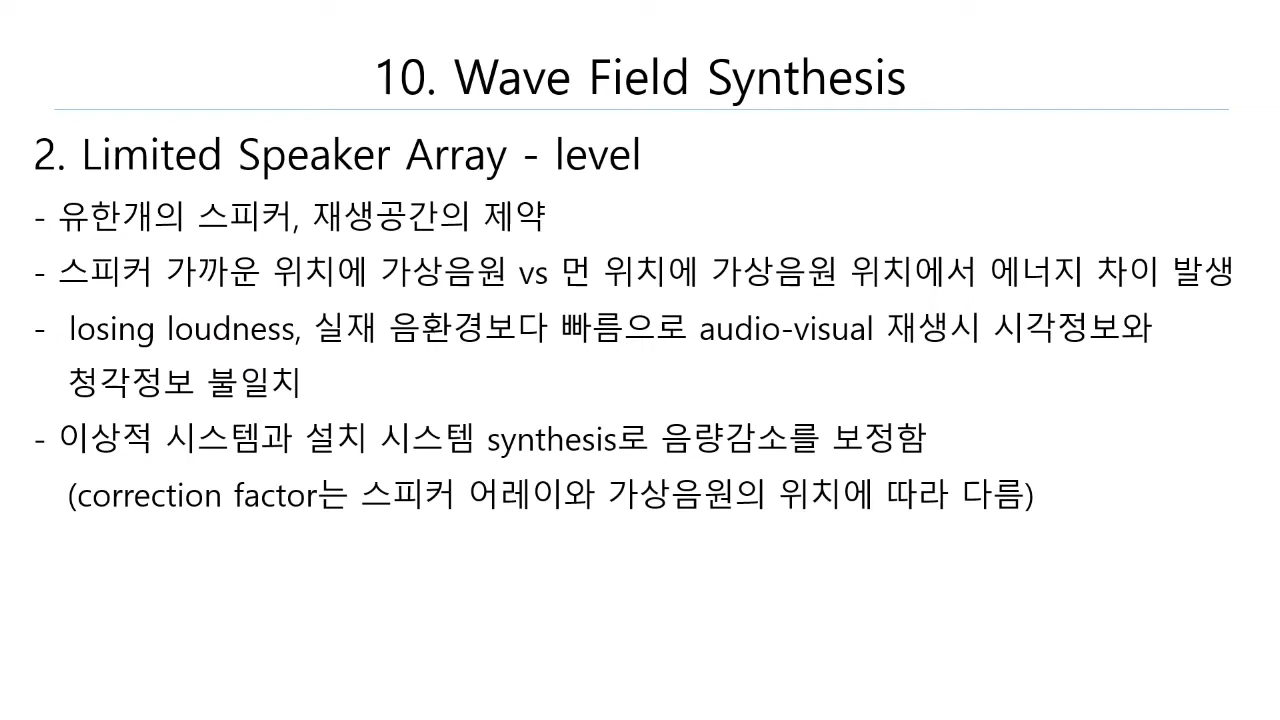 10. Wave Field Synthesis
2. Limited Speaker Array - level
- 유한개의 스피커, 재생공간의 제약
- 스피커 가까운 위치에 가상음원 vs 먼 위치에 가상음원 위치에서 에너지 차이 발생
- losing loudness, 실재 음환경보다 빠름으로 audio-visual 재생시 시각정보와
청각정보 불일치
- 이상적 시스템과 설치 시스템 synthesis로 음량감소를 보정함
(correction factor는 스피커 어레이와 가상음원의 위치에 따라 다름)